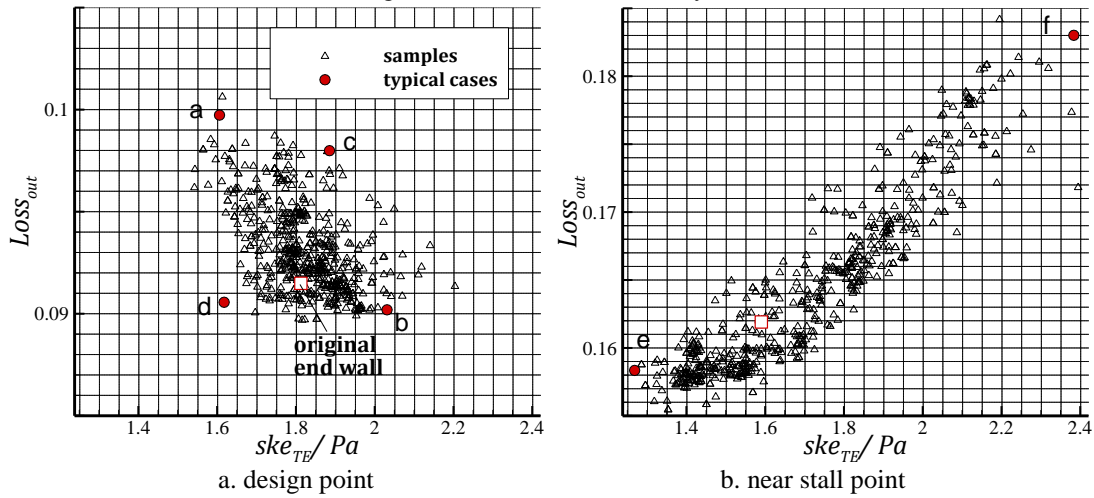 samples
typical cases
a
c
d
b
original
end wall
0.1
0.09
Loss_out
1.4 1.6 1.8 2 2.2 2.4
ske_TE / Pa
a. design point
f
e
0.18
0.17
0.16
Loss_out
1.4 1.6 1.8 2 2.2 2.4
ske_TE / Pa
b. near stall point